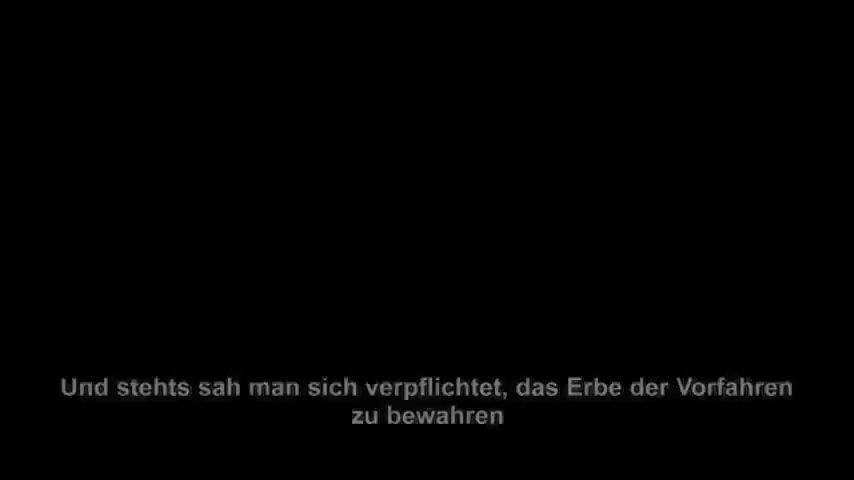 Und stehts sah man sich verpflichtet, das Erbe der Vorfahren
zu bewahren